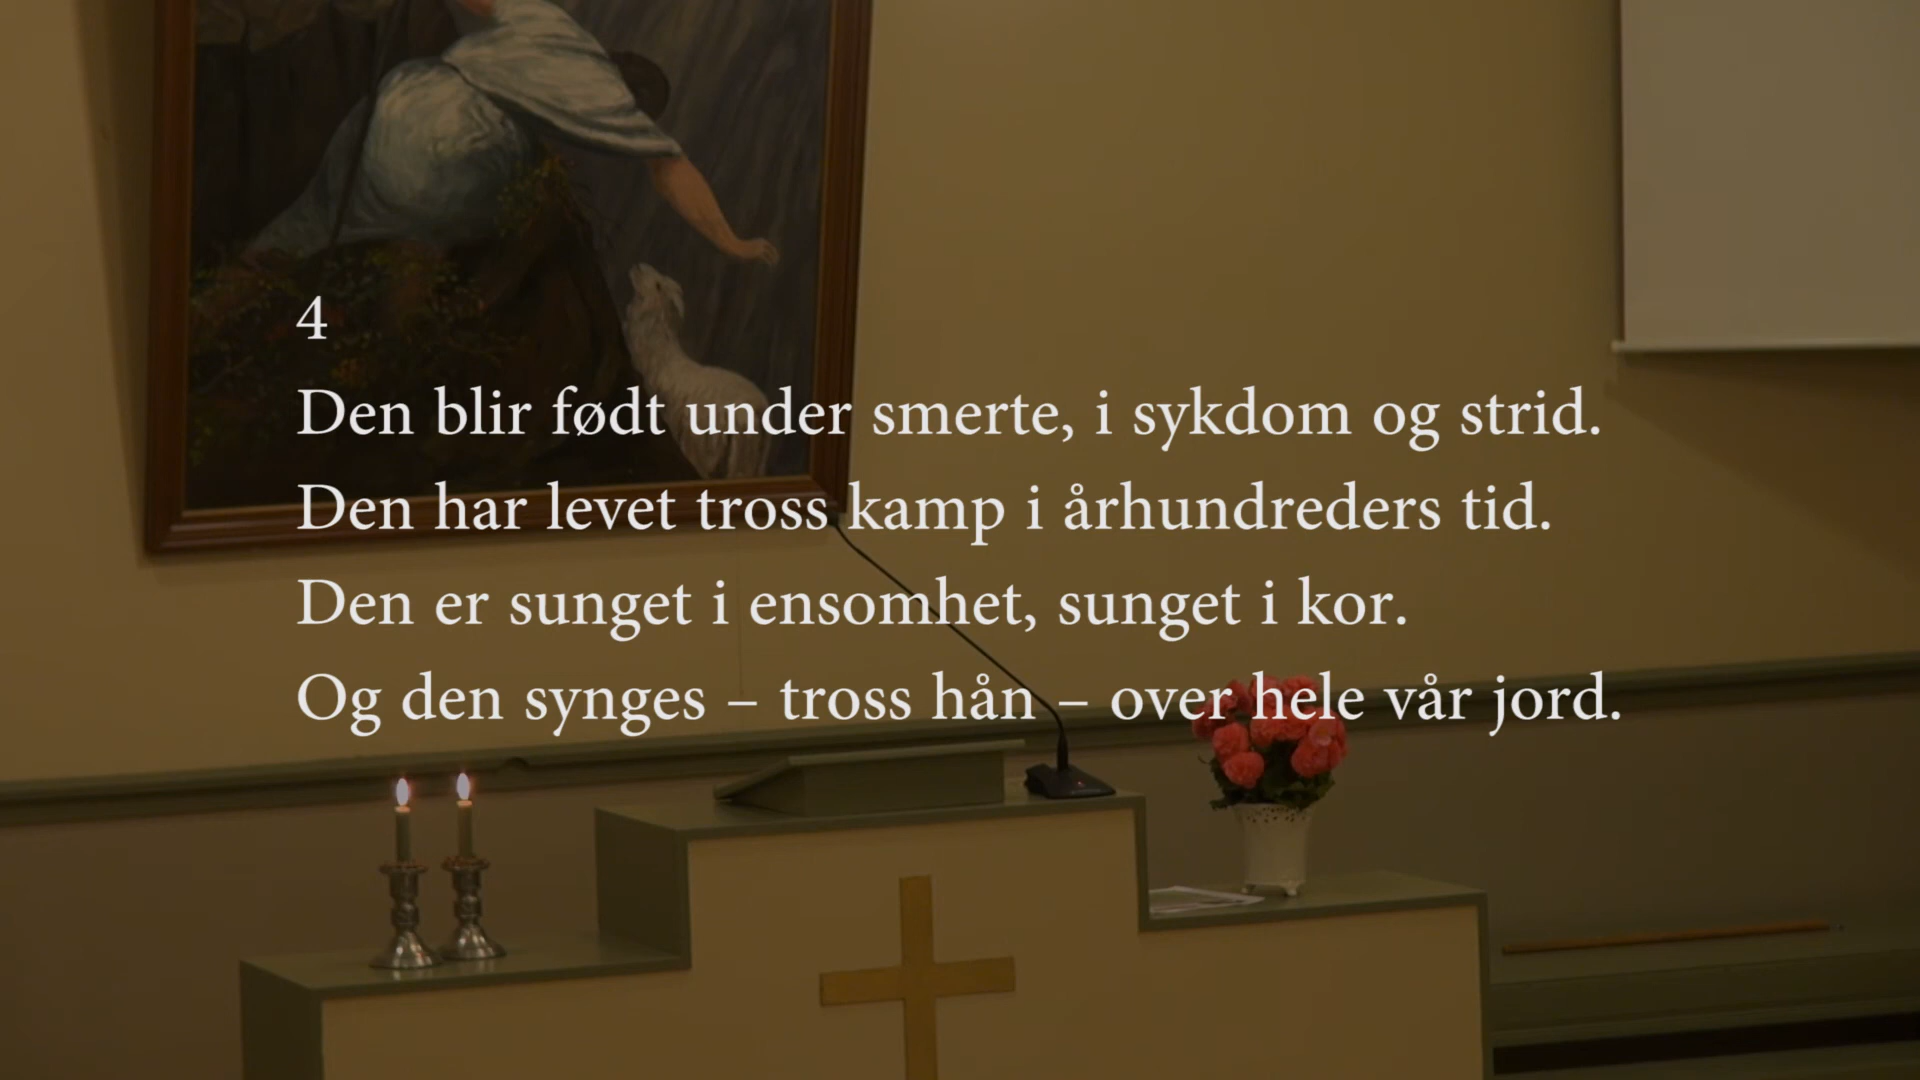 4
Den blir født under smerte, i sykdom og strid.
Den har levet tross kamp i århundreders tid.
Den er sunget i ensomhet, sunget i kor.
Og den synges – tross hån – over hele vår jord.